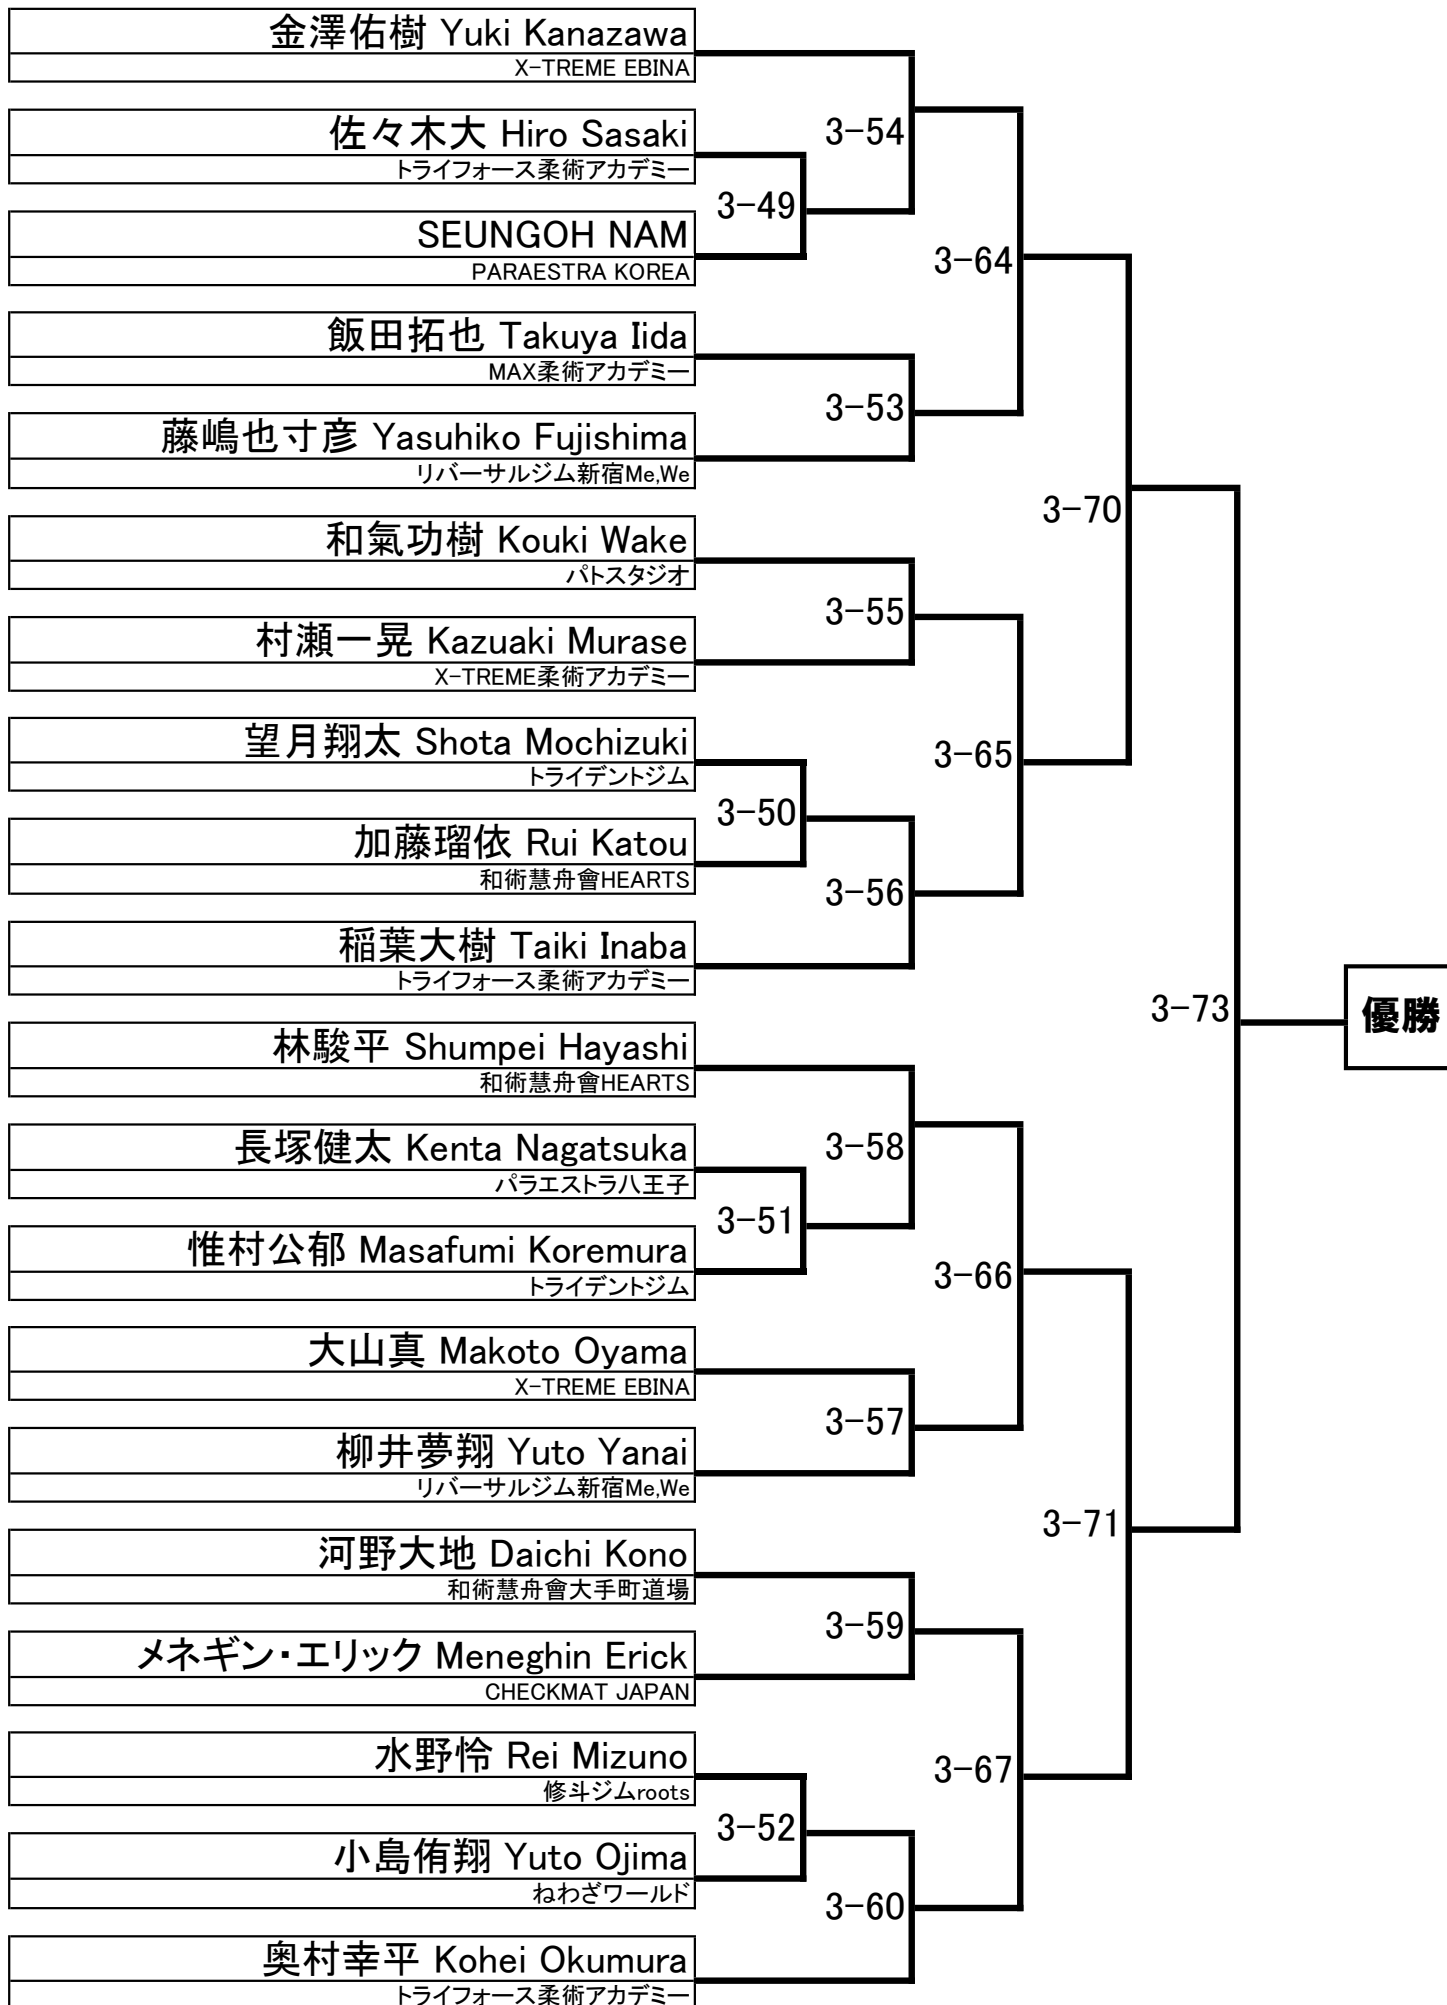 金澤佑樹 Yuki Kanazawa
X-TREME EBINA
3-54
佐々木大 Hiro Sasaki
トライフォース柔術アカデミー
3-49
SEUNGOH NAM
PARAESTRA KOREA
3-64
飯田拓也 Takuya Iida
MAX柔術アカデミー
3-53
藤嶋也寸彦 Yasuhiko Fujishima
リバーサルジム新宿Me,We
3-70
和氣功樹 Kouki Wake
パトスタジオ
3-55
村瀬一晃 Kazuaki Murase
X-TREME柔術アカデミー
望月翔太 Shota Mochizuki
トライデントジム
3-65
3-50
加藤瑠依 Rui Katou
和術慧舟會HEARTS
3-56
稲葉大樹 Taiki Inaba
トライフォース柔術アカデミー
3-73
優勝
林駿平 Shumpei Hayashi
和術慧舟會HEARTS
3-58
長塚健太 Kenta Nagatsuka
パラエストラ八王子
3-51
惟村公郁 Masafumi Koremura
トライデントジム
3-66
大山真 Makoto Oyama
X-TREME EBINA
3-57
柳井夢翔 Yuto Yanai
リバーサルジム新宿Me,We
3-71
河野大地 Daichi Kono
和術慧舟會大手町道場
3-59
メネギン・エリック Meneghin Erick
CHECKMAT JAPAN
水野怜 Rei Mizuno
修斗ジムroots
3-67
3-52
小島侑翔 Yuto Ojima
ねわざワールド
3-60
奥村幸平 Kohei Okumura
トライフォース柔術アカデミー